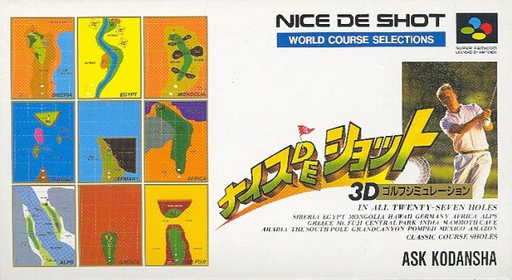 NICE DE SHOT
WORLD COURSE SELECTIONS
SUPER FAMICOM
LICENSED BY NINTENDO
SIBERIA
EGYPT
MONGOLIA
GERMANY
AFRICA
ALPS
GREECE
FUJI
ナイスDEショット
3D ゴルフシミュレーション
IN ALL TWENTY-SEVEN HOLES
SIBERIA EGYPT MONGOLIA HAWAII GERMANY AFRICA ALPS
GREECE Mt. FUJI CENTRAL PARK INDIA MAMMOTH CAVE
ARABIA THE SOUTH POLE GRANDCANYON POMPEII MEXICO AMAZON
CLASSIC COURSE 9HOLES
ASK KODANSHA